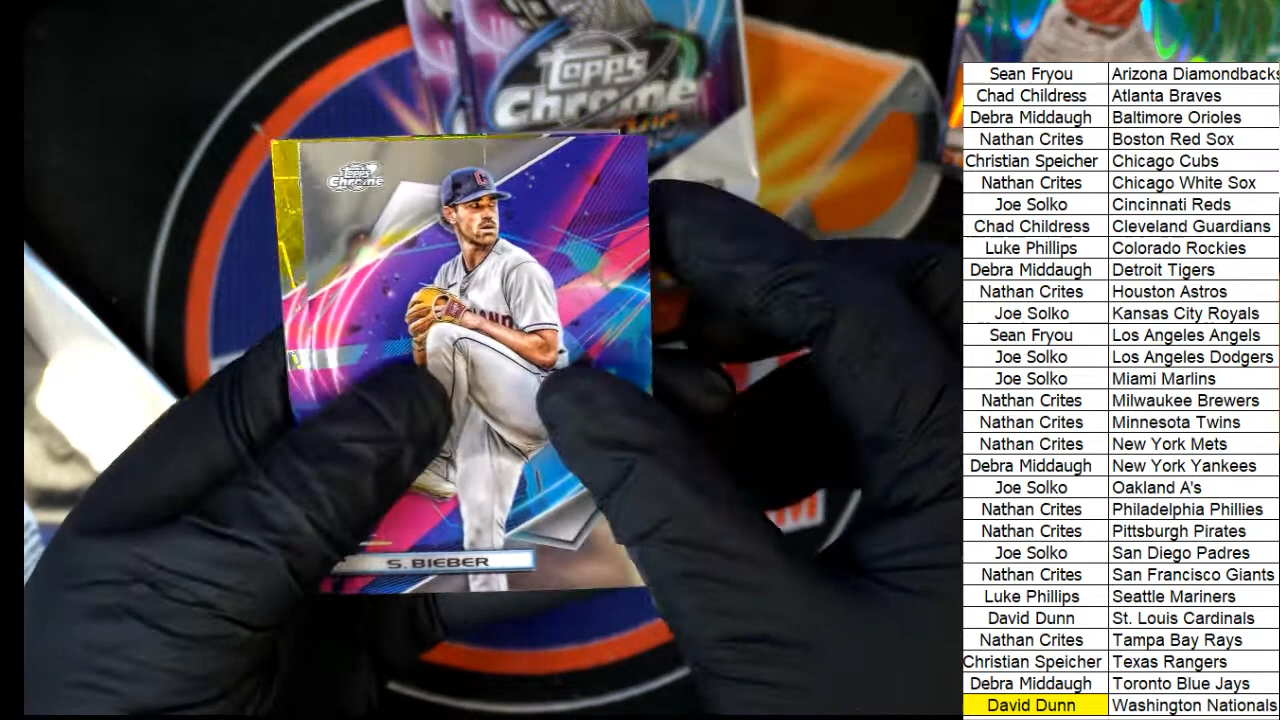 Topps
Chrome
Topps
Chrome
S. BIEBER
Sean Fryou Arizona Diamondbacks
Chad Childress Atlanta Braves
Debra Middaugh Baltimore Orioles
Nathan Crites Boston Red Sox
Christian Speicher Chicago Cubs
Nathan Crites Chicago White Sox
Joe Solko Cincinnati Reds
Chad Childress Cleveland Guardians
Luke Phillips Colorado Rockies
Debra Middaugh Detroit Tigers
Nathan Crites Houston Astros
Joe Solko Kansas City Royals
Sean Fryou Los Angeles Angels
Joe Solko Los Angeles Dodgers
Joe Solko Miami Marlins
Nathan Crites Milwaukee Brewers
Nathan Crites Minnesota Twins
Nathan Crites New York Mets
Debra Middaugh New York Yankees
Joe Solko Oakland A's
Nathan Crites Philadelphia Phillies
Nathan Crites Pittsburgh Pirates
Joe Solko San Diego Padres
Nathan Crites San Francisco Giants
Luke Phillips Seattle Mariners
David Dunn St. Louis Cardinals
Nathan Crites Tampa Bay Rays
Christian Speicher Texas Rangers
Debra Middaugh Toronto Blue Jays
David Dunn Washington Nationals